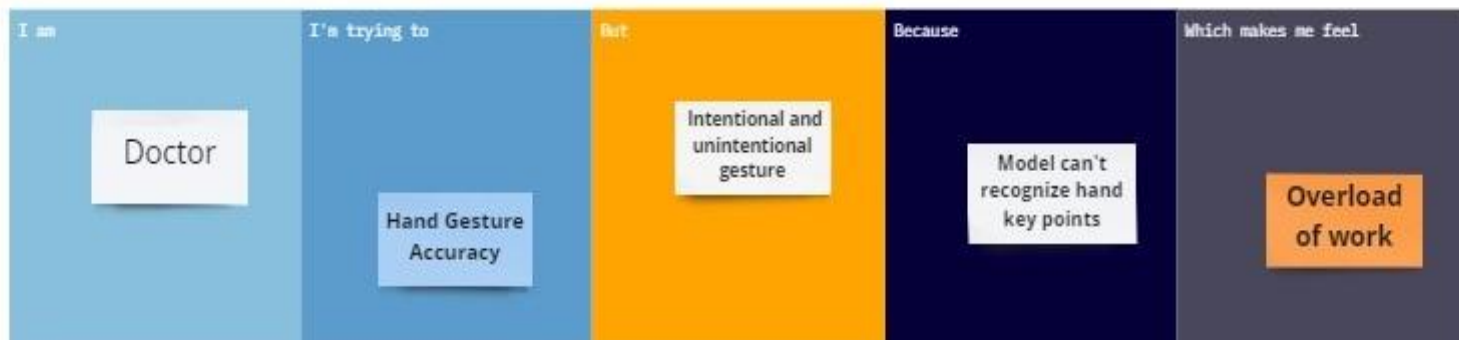 I am
Doctor
I'm trying to
Hand Gesture
Accuracy
But
Intentional and
unintentional
gesture
Because
Model can't
recognize hand
key points
Which makes me feel
Overload
of work